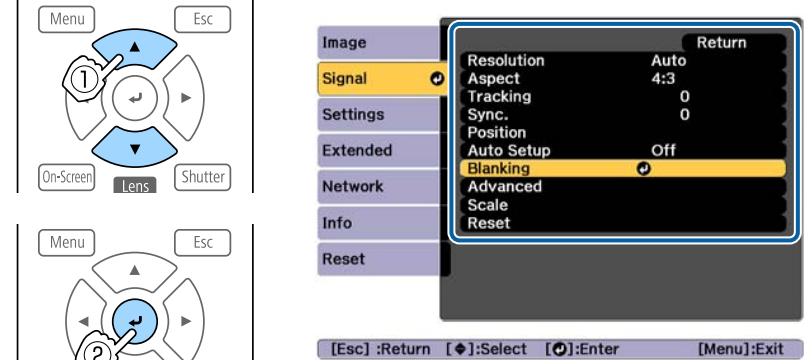 Menu Esc
1
On-Screen Lens Shutter
Menu Esc
2
Image
Signal
Settings
Extended
Network
Info
Reset
Return
Resolution Auto
Aspect 4:3
Tracking 0
Sync. 0
Position
Auto Setup Off
Blanking
Advanced
Scale
Reset
[Esc] :Return [◆]:Select [⏎]:Enter [Menu]:Exit